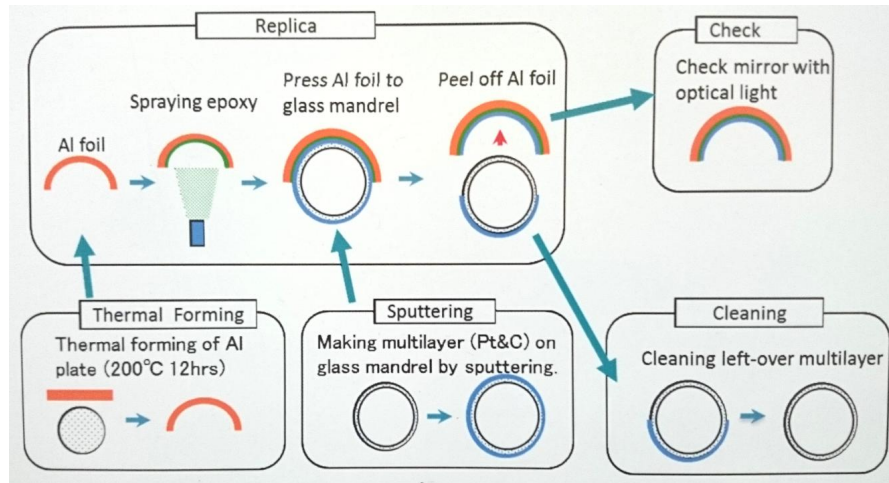 Replica
Al foil
Spraying epoxy
Press Al foil to
glass mandrel
Peel off Al foil
Check
Check mirror with
optical light
Thermal Forming
Thermal forming of Al
plate (200℃ 12hrs)
Sputtering
Making multilayer (Pt&C) on
glass mandrel by sputtering.
Cleaning
Cleaning left-over multilayer